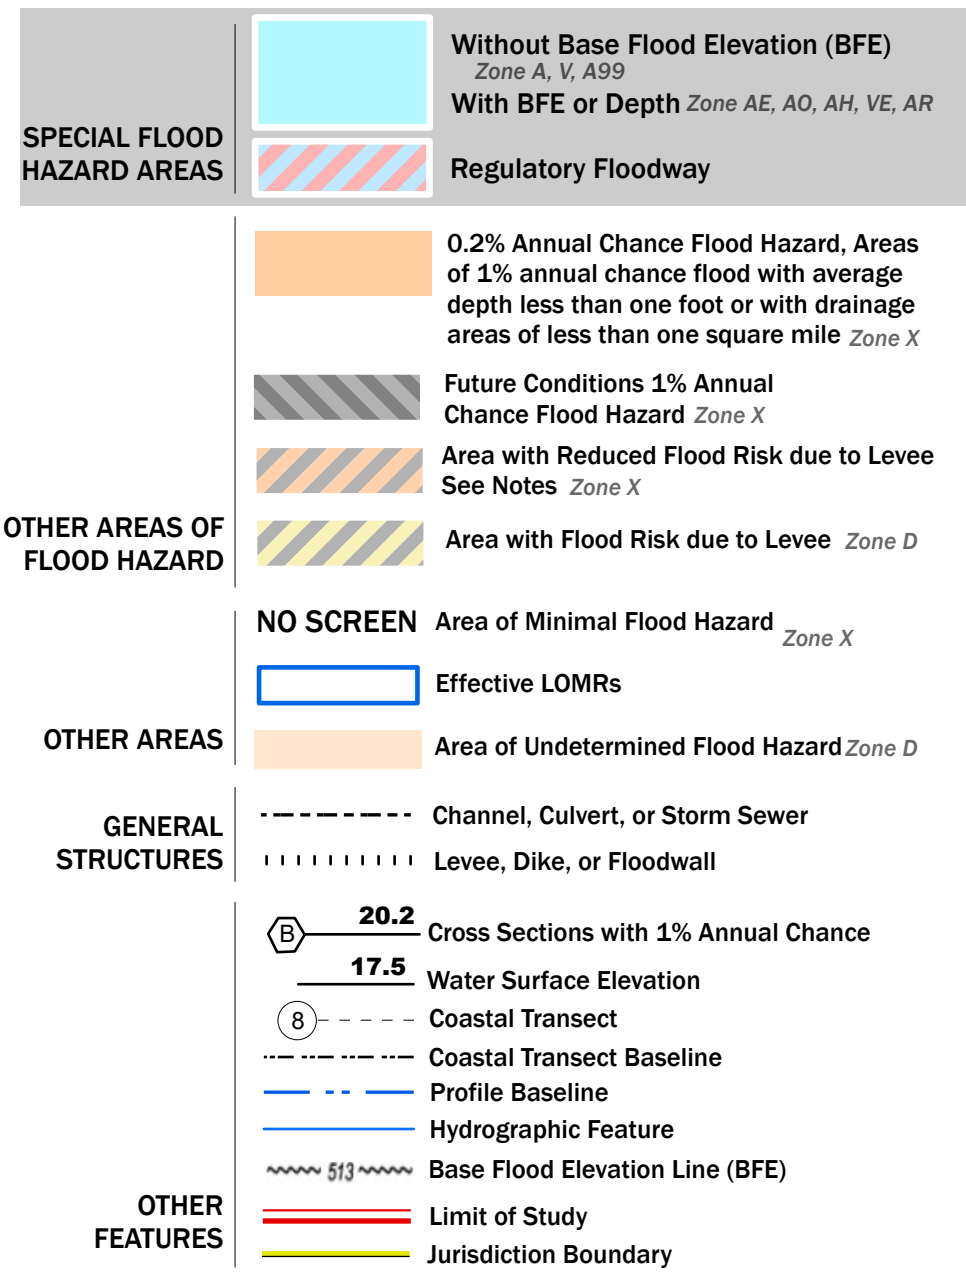 SPECIAL FLOOD
HAZARD AREAS
Without Base Flood Elevation (BFE)
Zone A, V, A99
With BFE or Depth Zone AE, AO, AH, VE, AR
Regulatory Floodway
OTHER AREAS OF
FLOOD HAZARD
0.2% Annual Chance Flood Hazard, Areas
of 1% annual chance flood with average
depth less than one foot or with drainage
areas of less than one square mile Zone X
Future Conditions 1% Annual
Chance Flood Hazard Zone X
Area with Reduced Flood Risk due to Levee
See Notes Zone X
Area with Flood Risk due to Levee Zone D
OTHER AREAS
NO SCREEN Area of Minimal Flood Hazard Zone X
Effective LOMRs
Area of Undetermined Flood Hazard Zone D
GENERAL
STRUCTURES
Channel, Culvert, or Storm Sewer
Levee, Dike, or Floodwall
OTHER
FEATURES
B 20.2 Cross Sections with 1% Annual Chance
17.5 Water Surface Elevation
8 Coastal Transect
Coastal Transect Baseline
Profile Baseline
Hydrographic Feature
513 Base Flood Elevation Line (BFE)
Limit of Study
Jurisdiction Boundary